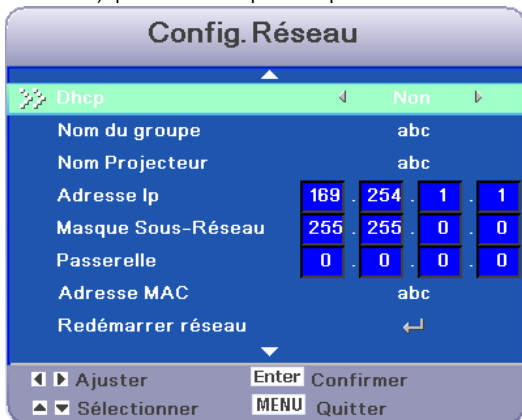 Config. Réseau
Dhcp Non
Nom du groupe abc
Nom Projecteur abc
Adresse Ip 169 . 254 . 1 . 1
Masque Sous-Réseau 255 . 255 . 0 . 0
Passerelle 0 . 0 . 0 . 0
Adresse MAC abc
Redémarrer réseau
Ajuster Enter Confirmer
Sélectionner MENU Quitter